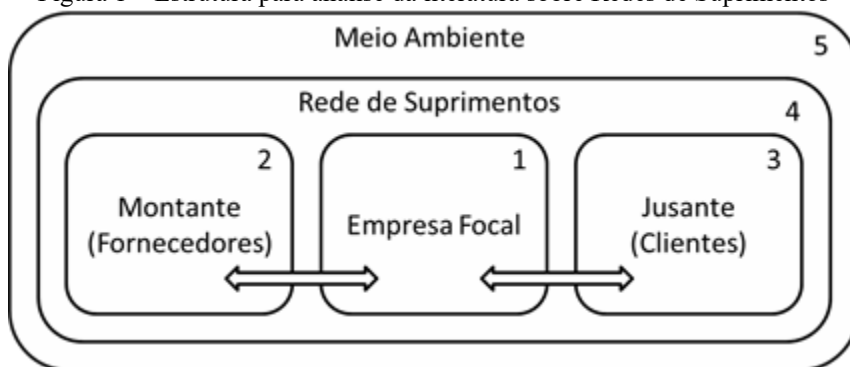 Meio Ambiente
5
Rede de Suprimentos
4
2
Montante
(Fornecedores)
1
Empresa Focal
3
Jusante
(Clientes)